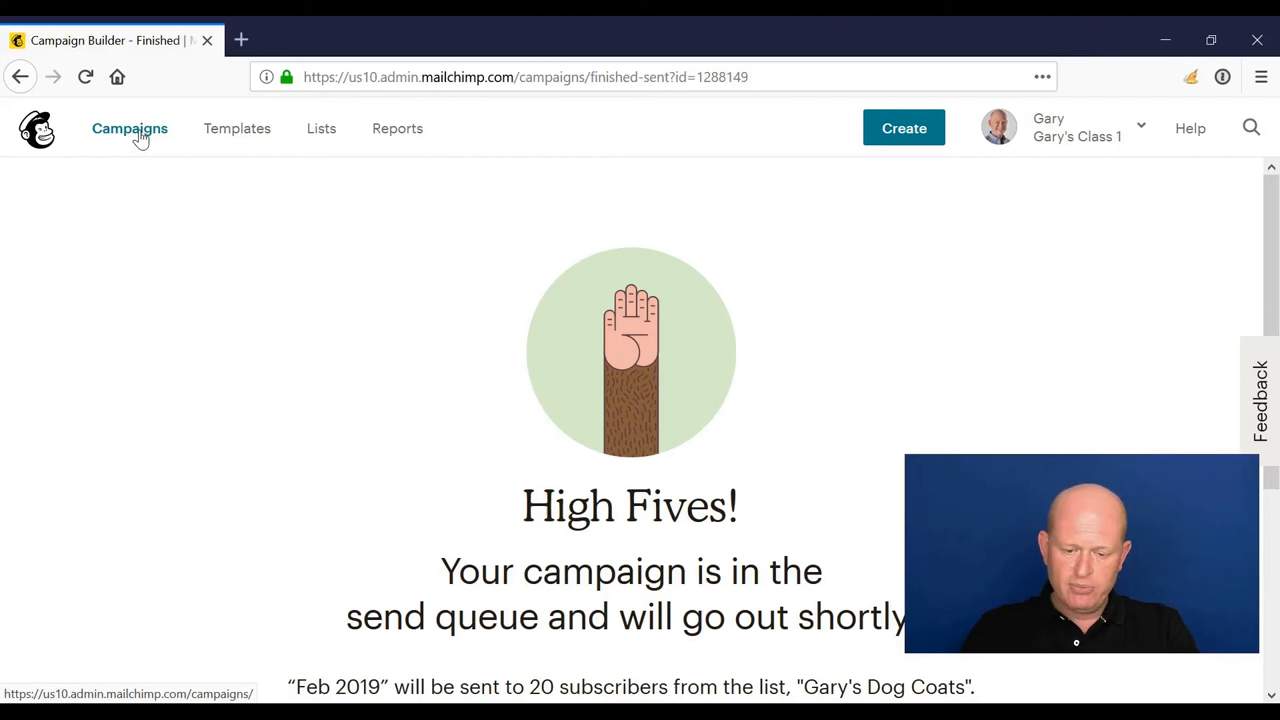 Campaign Builder - Finished |
https://us10.admin.mailchimp.com/campaigns/finished-sent?id=1288149
Campaigns
Templates
Lists
Reports
Create
Gary
Gary's Class 1
Help
Feedback
High Fives!
Your campaign is in the
send queue and will go out shortly
“Feb 2019” will be sent to 20 subscribers from the list, "Gary's Dog Coats".
https://us10.admin.mailchimp.com/campaigns/